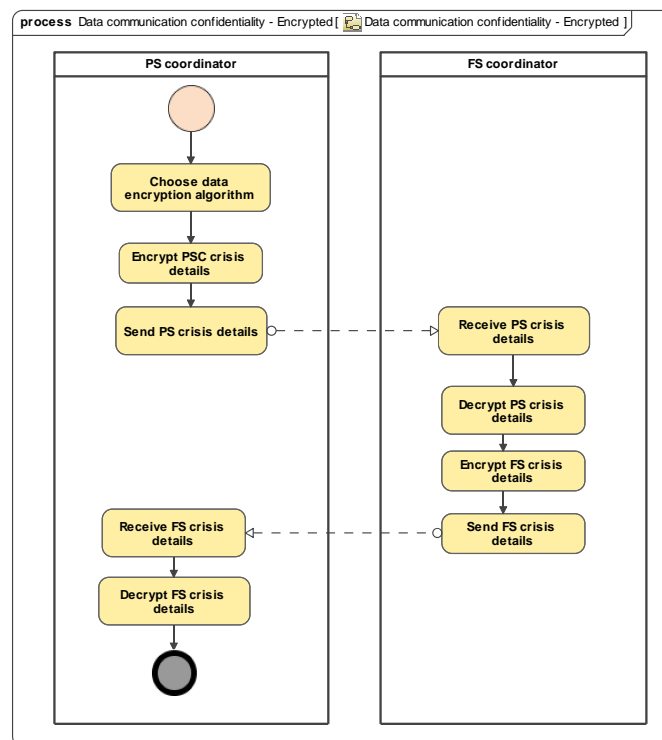 process Data communication confidentiality - Encrypted [ Data communication confidentiality - Encrypted ]
PS coordinator
FS coordinator
Choose data
encryption algorithm
Encrypt PSC crisis
details
Send PS crisis details
Receive PS crisis
details
Decrypt PS crisis
details
Encrypt FS crisis
details
Send FS crisis
details
Receive FS crisis
details
Decrypt FS crisis
details